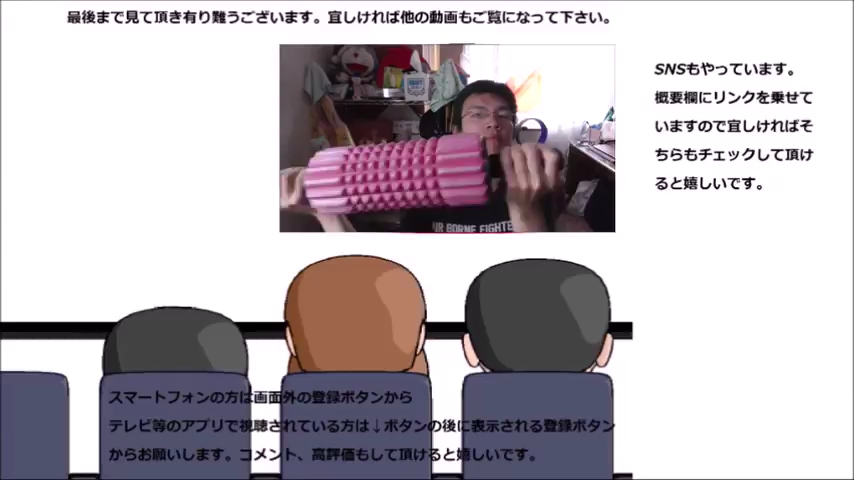 最後まで見て頂き有り難うございます。宜しければ他の動画もご覧になって下さい。
SNSもやっています。
概要欄にリンクを乗せて
いますので宜しければそ
ちらもチェックして頂け
ると嬉しいです。
AIR BORNE FIGHTER
スマートフォンの方は画面外の登録ボタンから
テレビ等のアプリで視聴されている方は↓ボタンの後に表示される登録ボタン
からお願いします。コメント、高評価もして頂けると嬉しいです。